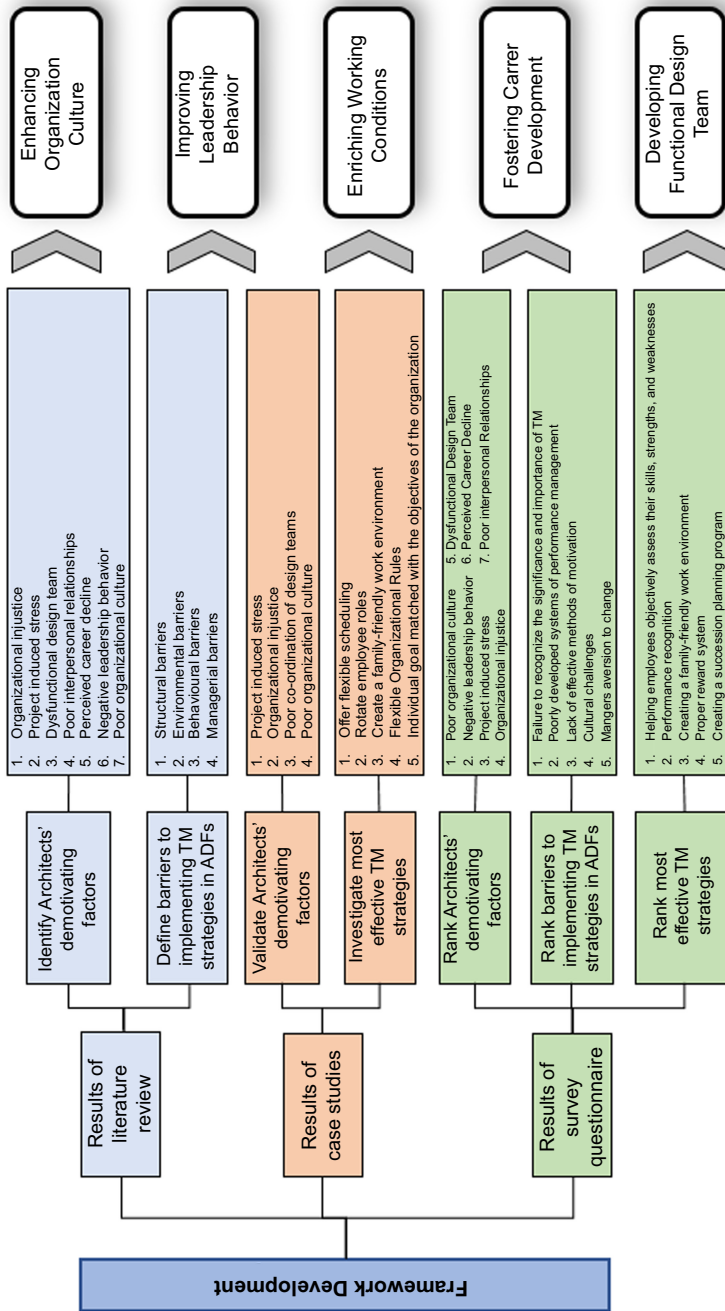 Framework Development
Results of
literature
review
Identify Architects’
demotivating
factors
1. Organizational injustice
2. Project induced stress
3. Dysfunctional design team
4. Poor interpersonal relationships
5. Perceived career decline
6. Negative leadership behavior
7. Poor organizational culture
Define barriers to
implementing TM
strategies in ADFs
1. Structural barriers
2. Environmental barriers
3. Behavioural barriers
4. Managerial barriers
Results of
case studies
Validate Architects’
demotivating
factors
1. Project induced stress
2. Organizational injustice
3. Poor co-ordination of design teams
4. Poor organizational culture
Investigate most
effective TM
strategies
1. Offer flexible scheduling
2. Rotate employee roles
3. Create a family-friendly work environment
4. Flexible Organizational Rules
5. Individual goal matched with the objectives of the organization
Results of
survey
questionnaire
Rank Architects’
demotivating
factors
1. Poor organizational culture
2. Negative leadership behavior
3. Project induced stress
4. Organizational injustice
5. Dysfunctional Design Team
6. Perceived Career Decline
7. Poor interpersonal Relationships
Rank barriers to
implementing TM
strategies in ADFs
1. Failure to recognize the significance and importance of TM
2. Poorly developed systems of performance management
3. Lack of effective methods of motivation
4. Cultural challenges
5. Mangers aversion to change
Rank most
effective TM
strategies
1. Helping employees objectively assess their skills, strengths, and weaknesses
2. Performance recognition
3. Creating a family-friendly work environment
4. Proper reward system
5. Creating a succession planning program
Enhancing
Organization
Culture
Improving
Leadership
Behavior
Enriching Working
Conditions
Fostering Carrer
Development
Developing
Functional Design
Team